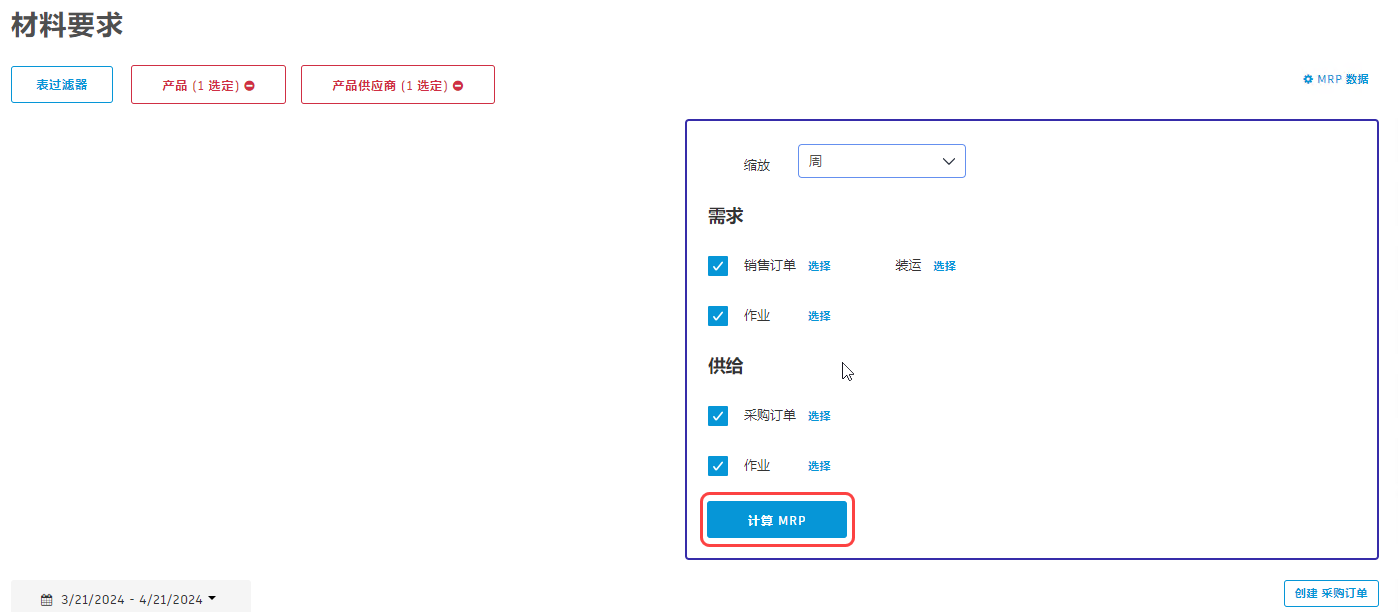 材料要求
表过滤器
产品 (1 选定)
产品供应商 (1 选定)
MRP 数据
缩放
周
需求
销售订单 选择 装运 选择
作业 选择
供给
采购订单 选择
作业 选择
计算 MRP
3/21/2024 - 4/21/2024
创建 采购订单